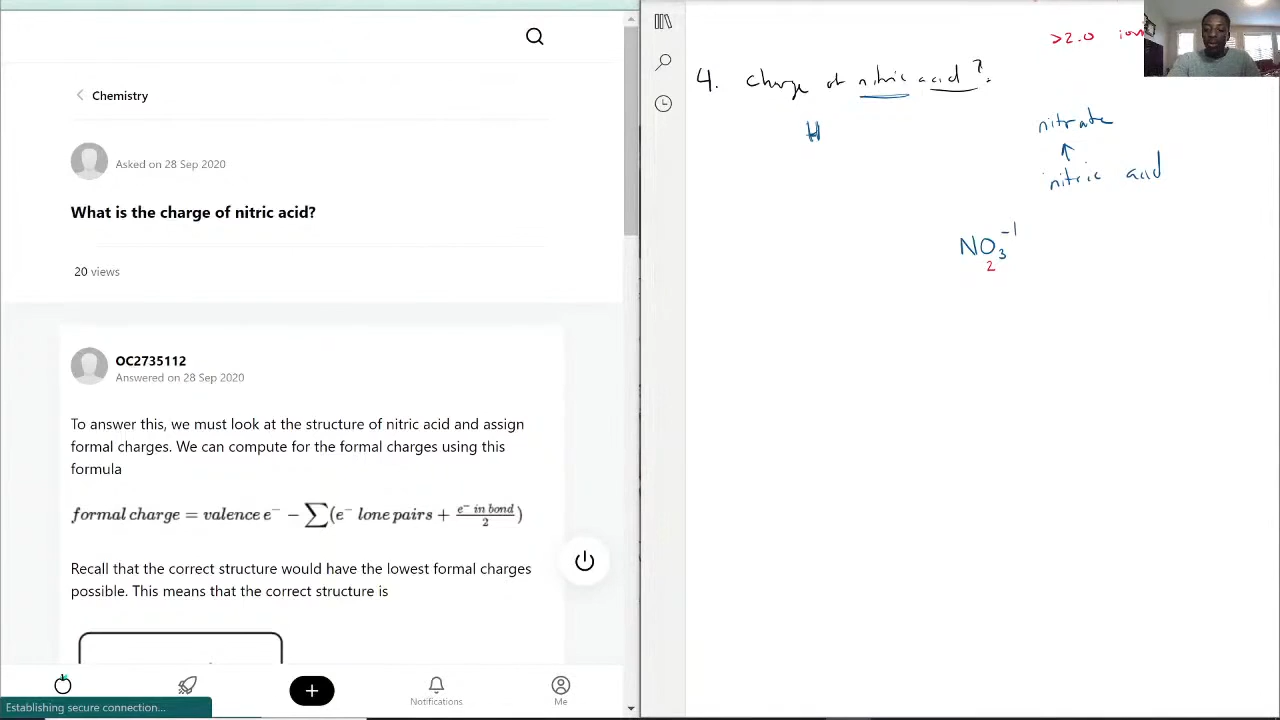 Chemistry
Asked on 28 Sep 2020
What is the charge of nitric acid?
20 views
OC2735112
Answered on 28 Sep 2020
To answer this, we must look at the structure of nitric acid and assign
formal charges. We can compute for the formal charges using this
formula
formal charge = valence e⁻ − ∑(e⁻ lone pairs + e⁻ in bond/2)
Recall that the correct structure would have the lowest formal charges
possible. This means that the correct structure is
Notifications
Me
Establishing secure connection...
>2.0
4. Charge of nitric acid?
H
nitrate
↑
nitric acid
NO₃⁻¹
2